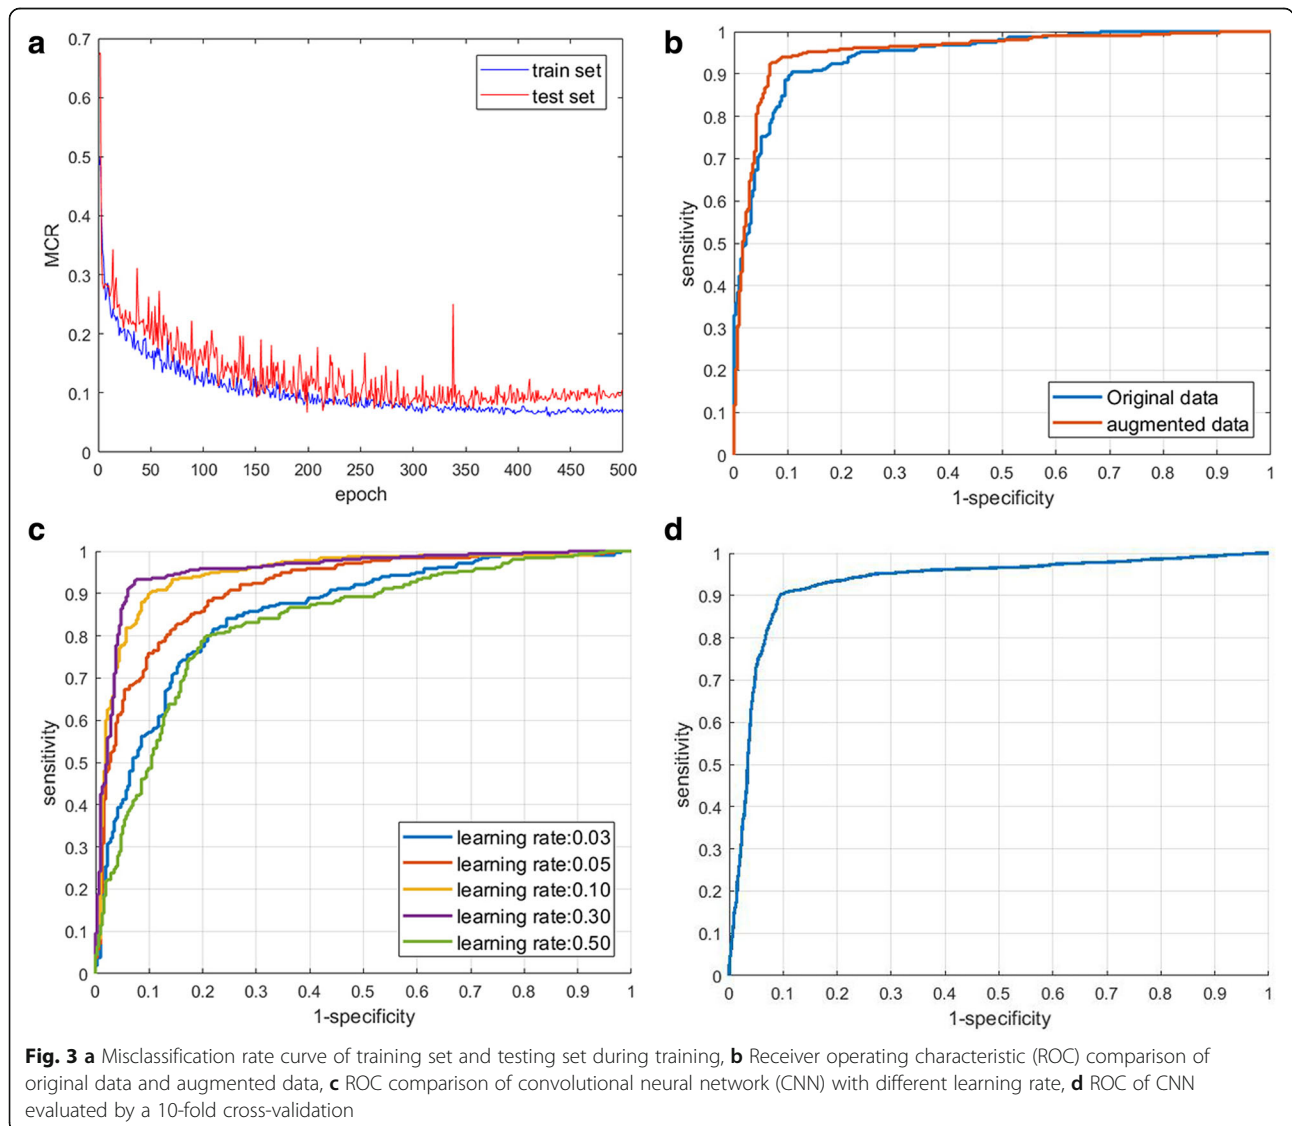 a
0.7
0.6
0.5
0.4
0.3
0.2
0.1
0
MCR
train set
test set
0 50 100 150 200 250 300 350 400 450 500
epoch
b
1
0.9
0.8
0.7
0.6
0.5
0.4
0.3
0.2
0.1
0
sensitivity
Original data
augmented data
0 0.1 0.2 0.3 0.4 0.5 0.6 0.7 0.8 0.9 1
1-specificity
c
1
0.9
0.8
0.7
0.6
0.5
0.4
0.3
0.2
0.1
0
sensitivity
learning rate:0.03
learning rate:0.05
learning rate:0.10
learning rate:0.30
learning rate:0.50
0 0.1 0.2 0.3 0.4 0.5 0.6 0.7 0.8 0.9 1
1-specificity
d
1
0.9
0.8
0.7
0.6
0.5
0.4
0.3
0.2
0.1
0
sensitivity
0 0.1 0.2 0.3 0.4 0.5 0.6 0.7 0.8 0.9 1
1-specificity
Fig. 3 a Misclassification rate curve of training set and testing set during training, b Receiver operating characteristic (ROC) comparison of
original data and augmented data, c ROC comparison of convolutional neural network (CNN) with different learning rate, d ROC of CNN
evaluated by a 10-fold cross-validation